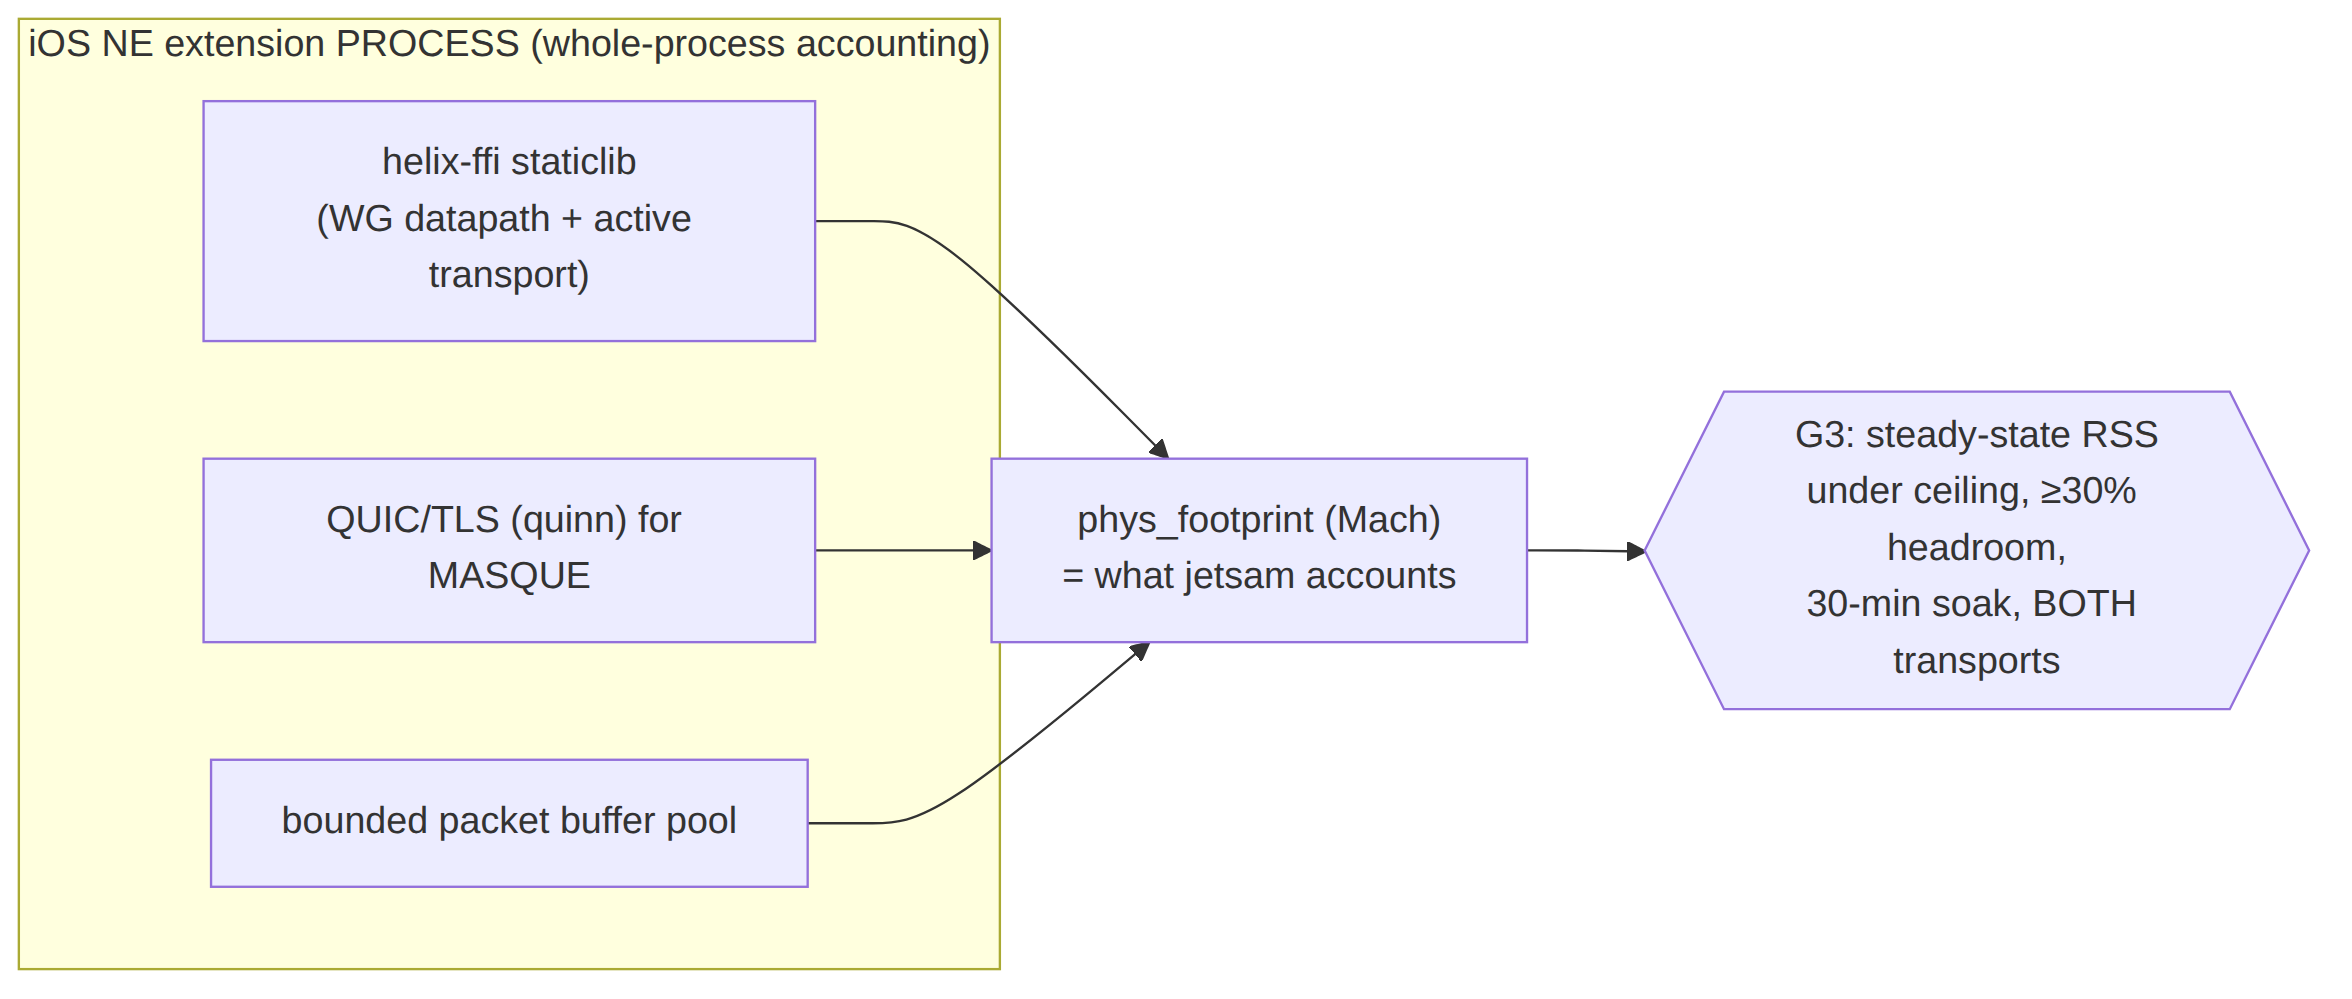 iOS NE extension PROCESS (whole-process accounting)
helix-ffi staticlib
(WG datapath + active
transport)
QUIC/TLS (quinn) for
MASQUE
bounded packet buffer pool
phys_footprint (Mach)
= what jetsam accounts
G3: steady-state RSS
under ceiling, ≥30%
headroom,
30-min soak, BOTH
transports